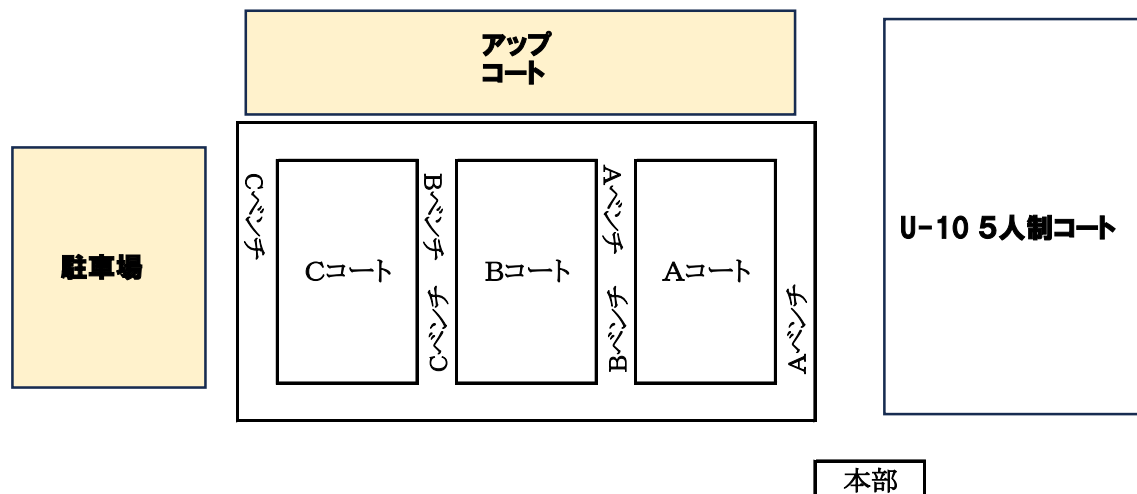 アップ
コート
駐車場
Cベンチ
Cコート
Bベンチ
Cベンチ
Bコート
Aベンチ
Bベンチ
Aコート
Aベンチ
U-10 5人制コート
本部